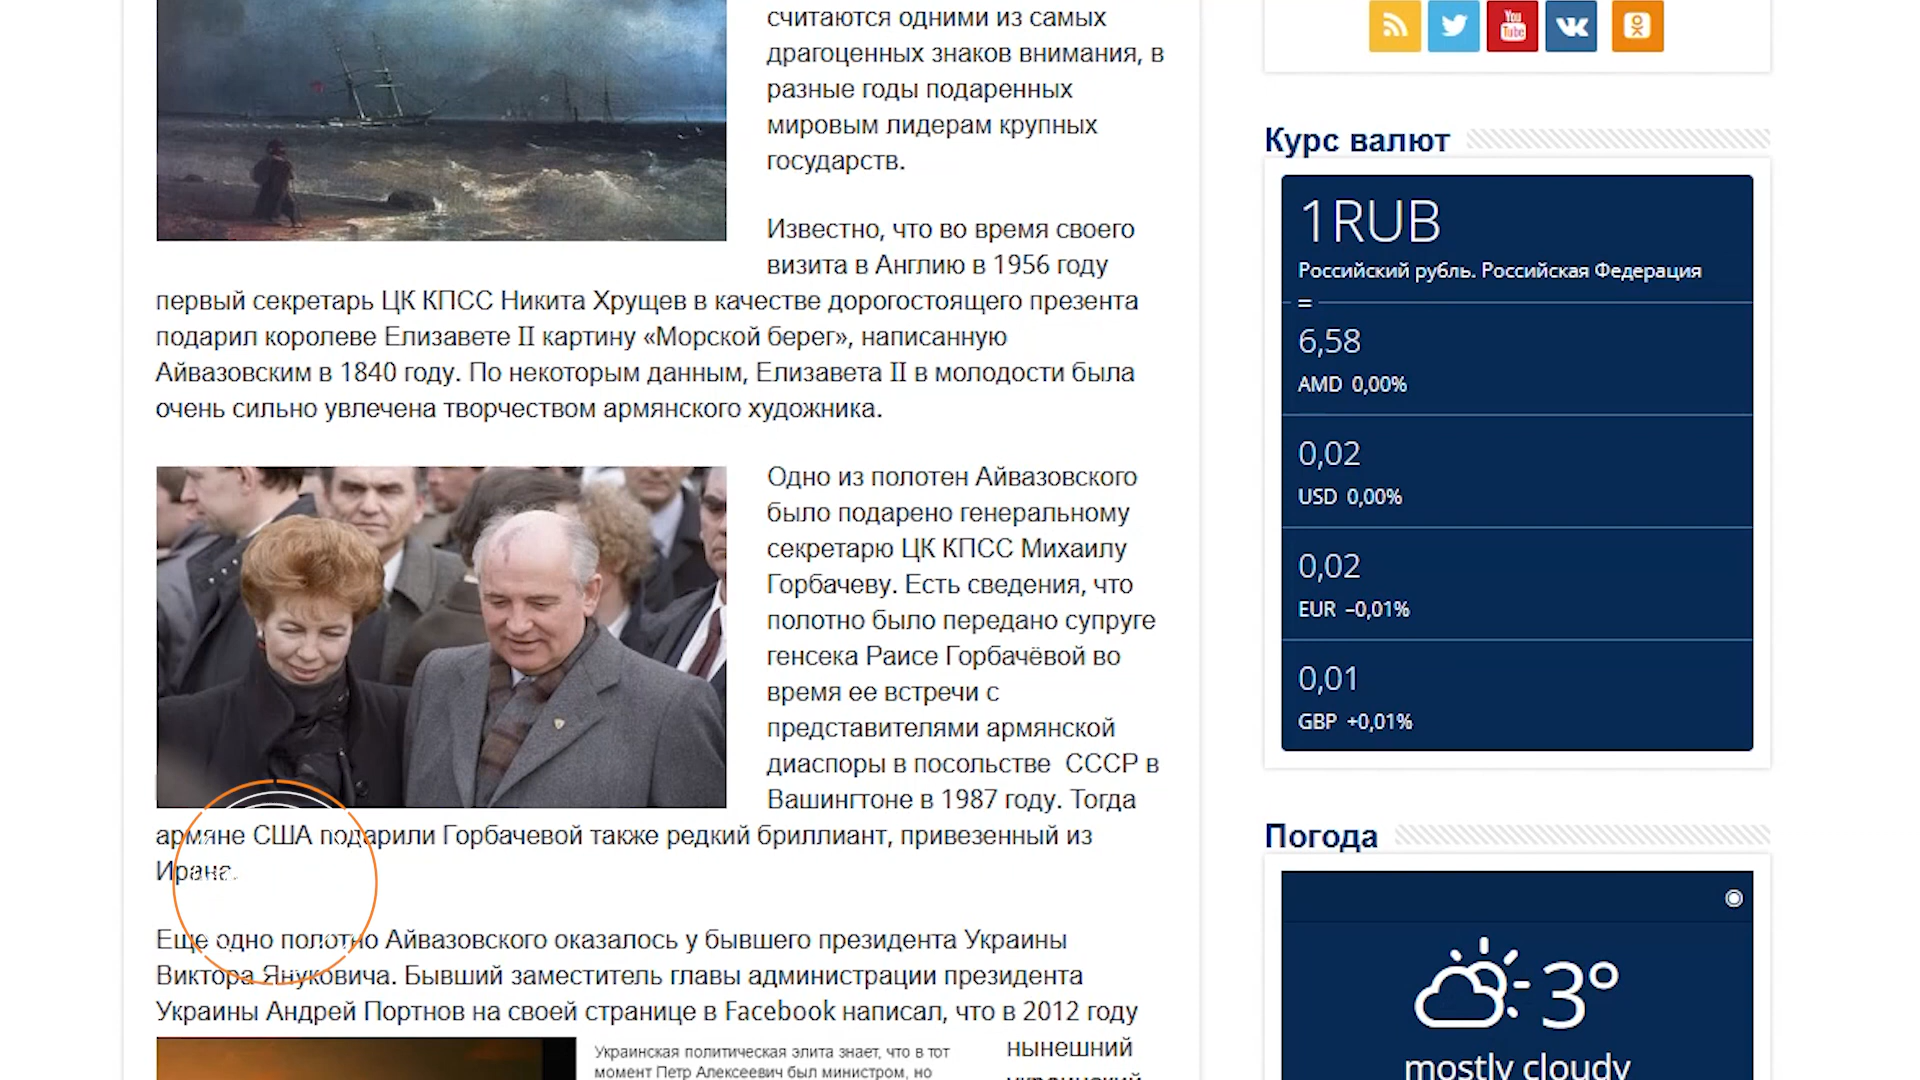 считаются одними из самых
драгоценных знаков внимания, в
разные годы подаренных
мировым лидерам крупных
государств.
Известно, что во время своего
визита в Англию в 1956 году
первый секретарь ЦК КПСС Никита Хрущев в качестве дорогостоящего презента
подарил королеве Елизавете II картину «Морской берег», написанную
Айвазовским в 1840 году. По некоторым данным, Елизавета II в молодости была
очень сильно увлечена творчеством армянского художника.
Одно из полотен Айвазовского
было подарено генеральному
секретарю ЦК КПСС Михаилу
Горбачеву. Есть сведения, что
полотно было передано супруге
генсека Раисе Горбачёвой во
время ее встречи с
представителями армянской
диаспоры в посольстве СССР в
Вашингтоне в 1987 году. Тогда
армяне США подарили Горбачевой также редкий бриллиант, привезенный из
Ирана.
Еще одно полотно Айвазовского оказалось у бывшего президента Украины
Виктора Януковича. Бывший заместитель главы администрации президента
Украины Андрей Портнов на своей странице в Facebook написал, что в 2012 году
нынешний
украинский
Украинская политическая элита знает, что в тот
момент Петр Алексеевич был министром, но
You
Tube
Курс валют
1RUB
Российский рубль. Российская Федерация
=
6,58
AMD 0,00%
0,02
USD 0,00%
0,02
EUR –0,01%
0,01
GBP +0,01%
Погода
3°
mostly cloudy